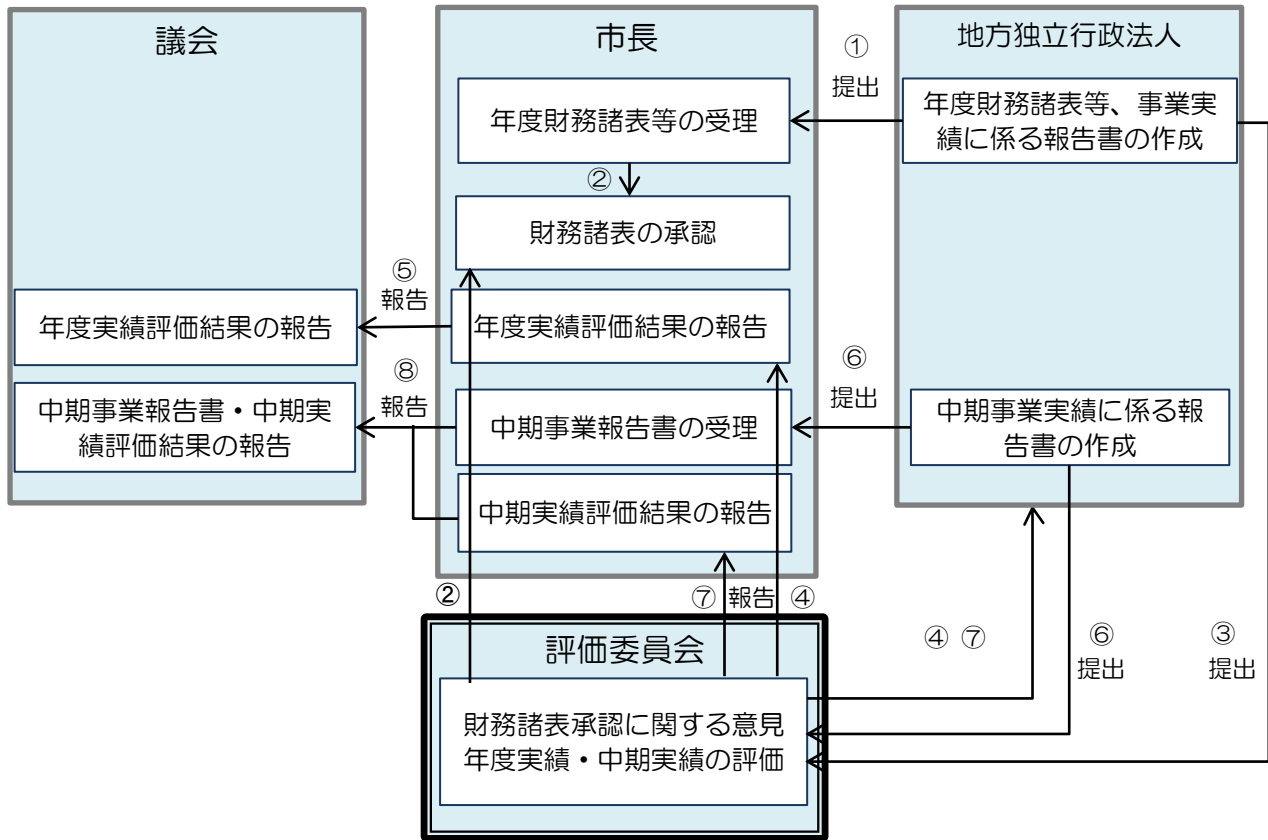 議会
市長
地方独立行政法人
①
提出
年度財務諸表等の受理
年度財務諸表等、事業実
績に係る報告書の作成
②
財務諸表の承認
⑤
報告
年度実績評価結果の報告
年度実績評価結果の報告
⑧
報告
⑥
提出
中期事業報告書・中期実
績評価結果の報告
中期事業報告書の受理
中期事業実績に係る報
告書の作成
中期実績評価結果の報告
②
⑦ 報告 ④
④ ⑦
⑥
提出
③
提出
評価委員会
財務諸表承認に関する意見
年度実績・中期実績の評価